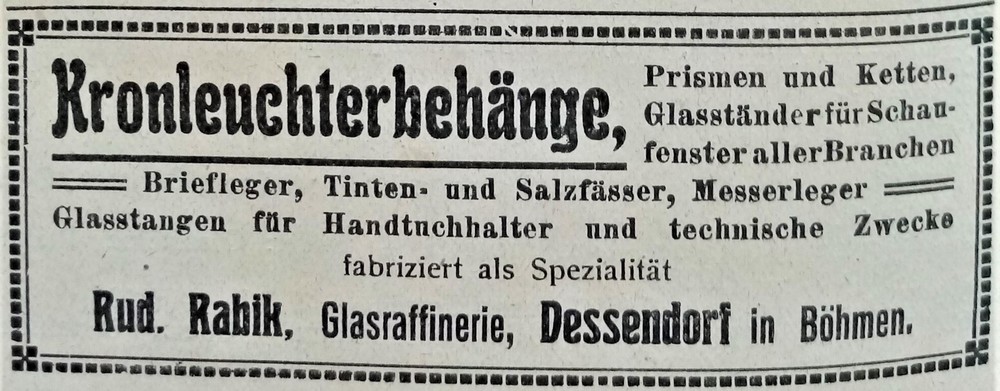 Kronleuchterbehänge,
Prismen und Ketten,
Glasständer für Schau-
fenster aller Branchen
Briefleger, Tinten- und Salzfässer, Messerleger
Glasstangen für Handtuchhalter und technische Zwecke
fabriziert als Spezialität
Rud. Rabik, Glasraffinerie, Dessendorf in Böhmen.